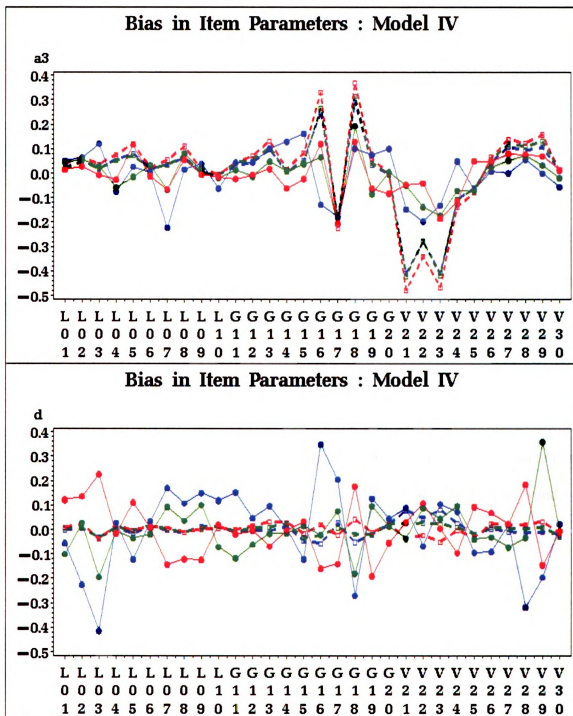 Bias in Item Parameters : Model IV
a3
0.4
0.3
0.2
0.1
0.0
−0.1
−0.2
−0.3
−0.4
−0.5
L L L L L L L L L L G G G G G G G G G G V V V V V V V V V V
0 0 0 0 0 0 0 0 0 1 1 1 1 1 1 1 1 1 1 2 2 2 2 2 2 2 2 2 2 3
1 2 3 4 5 6 7 8 9 0 1 2 3 4 5 6 7 8 9 0 1 2 3 4 5 6 7 8 9 0
Bias in Item Parameters : Model IV
d
0.4
0.3
0.2
0.1
0.0
−0.1
−0.2
−0.3
−0.4
−0.5
L L L L L L L L L L G G G G G G G G G G V V V V V V V V V V
0 0 0 0 0 0 0 0 0 1 1 1 1 1 1 1 1 1 1 2 2 2 2 2 2 2 2 2 2 3
1 2 3 4 5 6 7 8 9 0 1 2 3 4 5 6 7 8 9 0 1 2 3 4 5 6 7 8 9 0